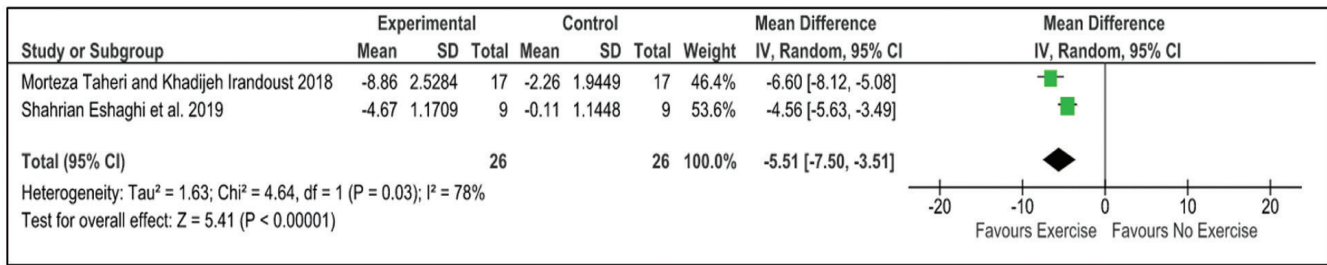 Experimental Control Mean Difference Mean Difference
Study or Subgroup Mean SD Total Mean SD Total Weight IV, Random, 95% CI IV, Random, 95% CI
Morteza Taheri and Khadijeh Irandoust 2018 -8.86 2.5284 17 -2.26 1.9449 17 46.4% -6.60 [-8.12, -5.08]
Shahrian Eshaghi et al. 2019 -4.67 1.1709 9 -0.11 1.1448 9 53.6% -4.56 [-5.63, -3.49]
Total (95% CI) 26 26 100.0% -5.51 [-7.50, -3.51]
Heterogeneity: Tau² = 1.63; Chi² = 4.64, df = 1 (P = 0.03); I² = 78%
Test for overall effect: Z = 5.41 (P < 0.00001)
-20 -10 0 10 20
Favours Exercise Favours No Exercise